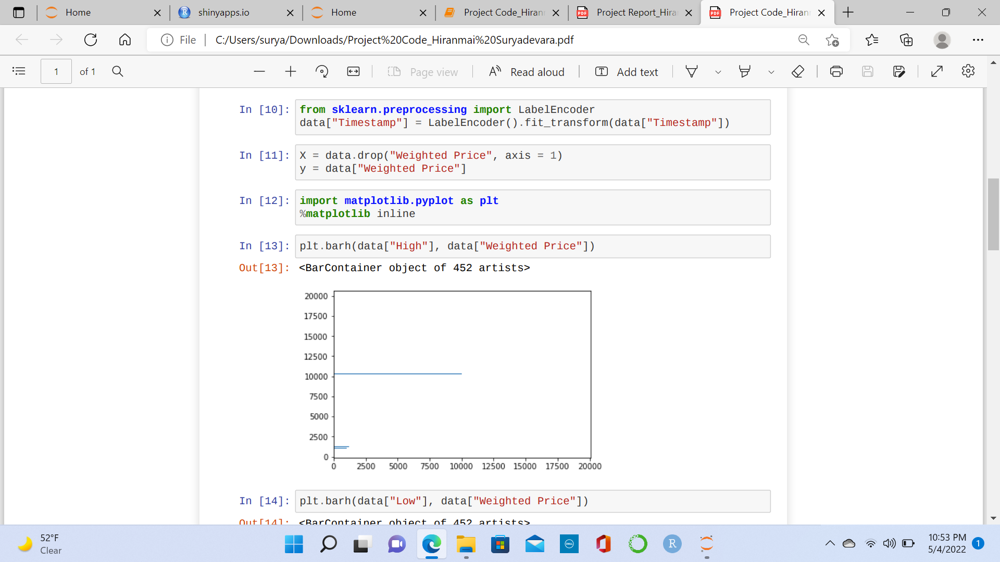 Home
shinyapps.io
Home
Project Code_Hiran
Project Report_Hira
Project Code_Hiran
File
C:/Users/surya/Downloads/Project%20Code_Hiranmai%20Suryadevara.pdf
1
of 1
Page view
Read aloud
Add text
In [10]:
from sklearn.preprocessing import LabelEncoder
data["Timestamp"] = LabelEncoder().fit_transform(data["Timestamp"])
In [11]:
X = data.drop("Weighted Price", axis = 1)
y = data["Weighted Price"]
In [12]:
import matplotlib.pyplot as plt
%matplotlib inline
In [13]:
plt.barh(data["High"], data["Weighted Price"])
Out[13]:
<BarContainer object of 452 artists>
20000
17500
15000
12500
10000
7500
5000
2500
0
0 2500 5000 7500 10000 12500 15000 17500 20000
In [14]:
plt.barh(data["Low"], data["Weighted Price"])
Out[14]:
<BarContainer object of 452 artists>
52°F
Clear
10:53 PM
5/4/2022
1